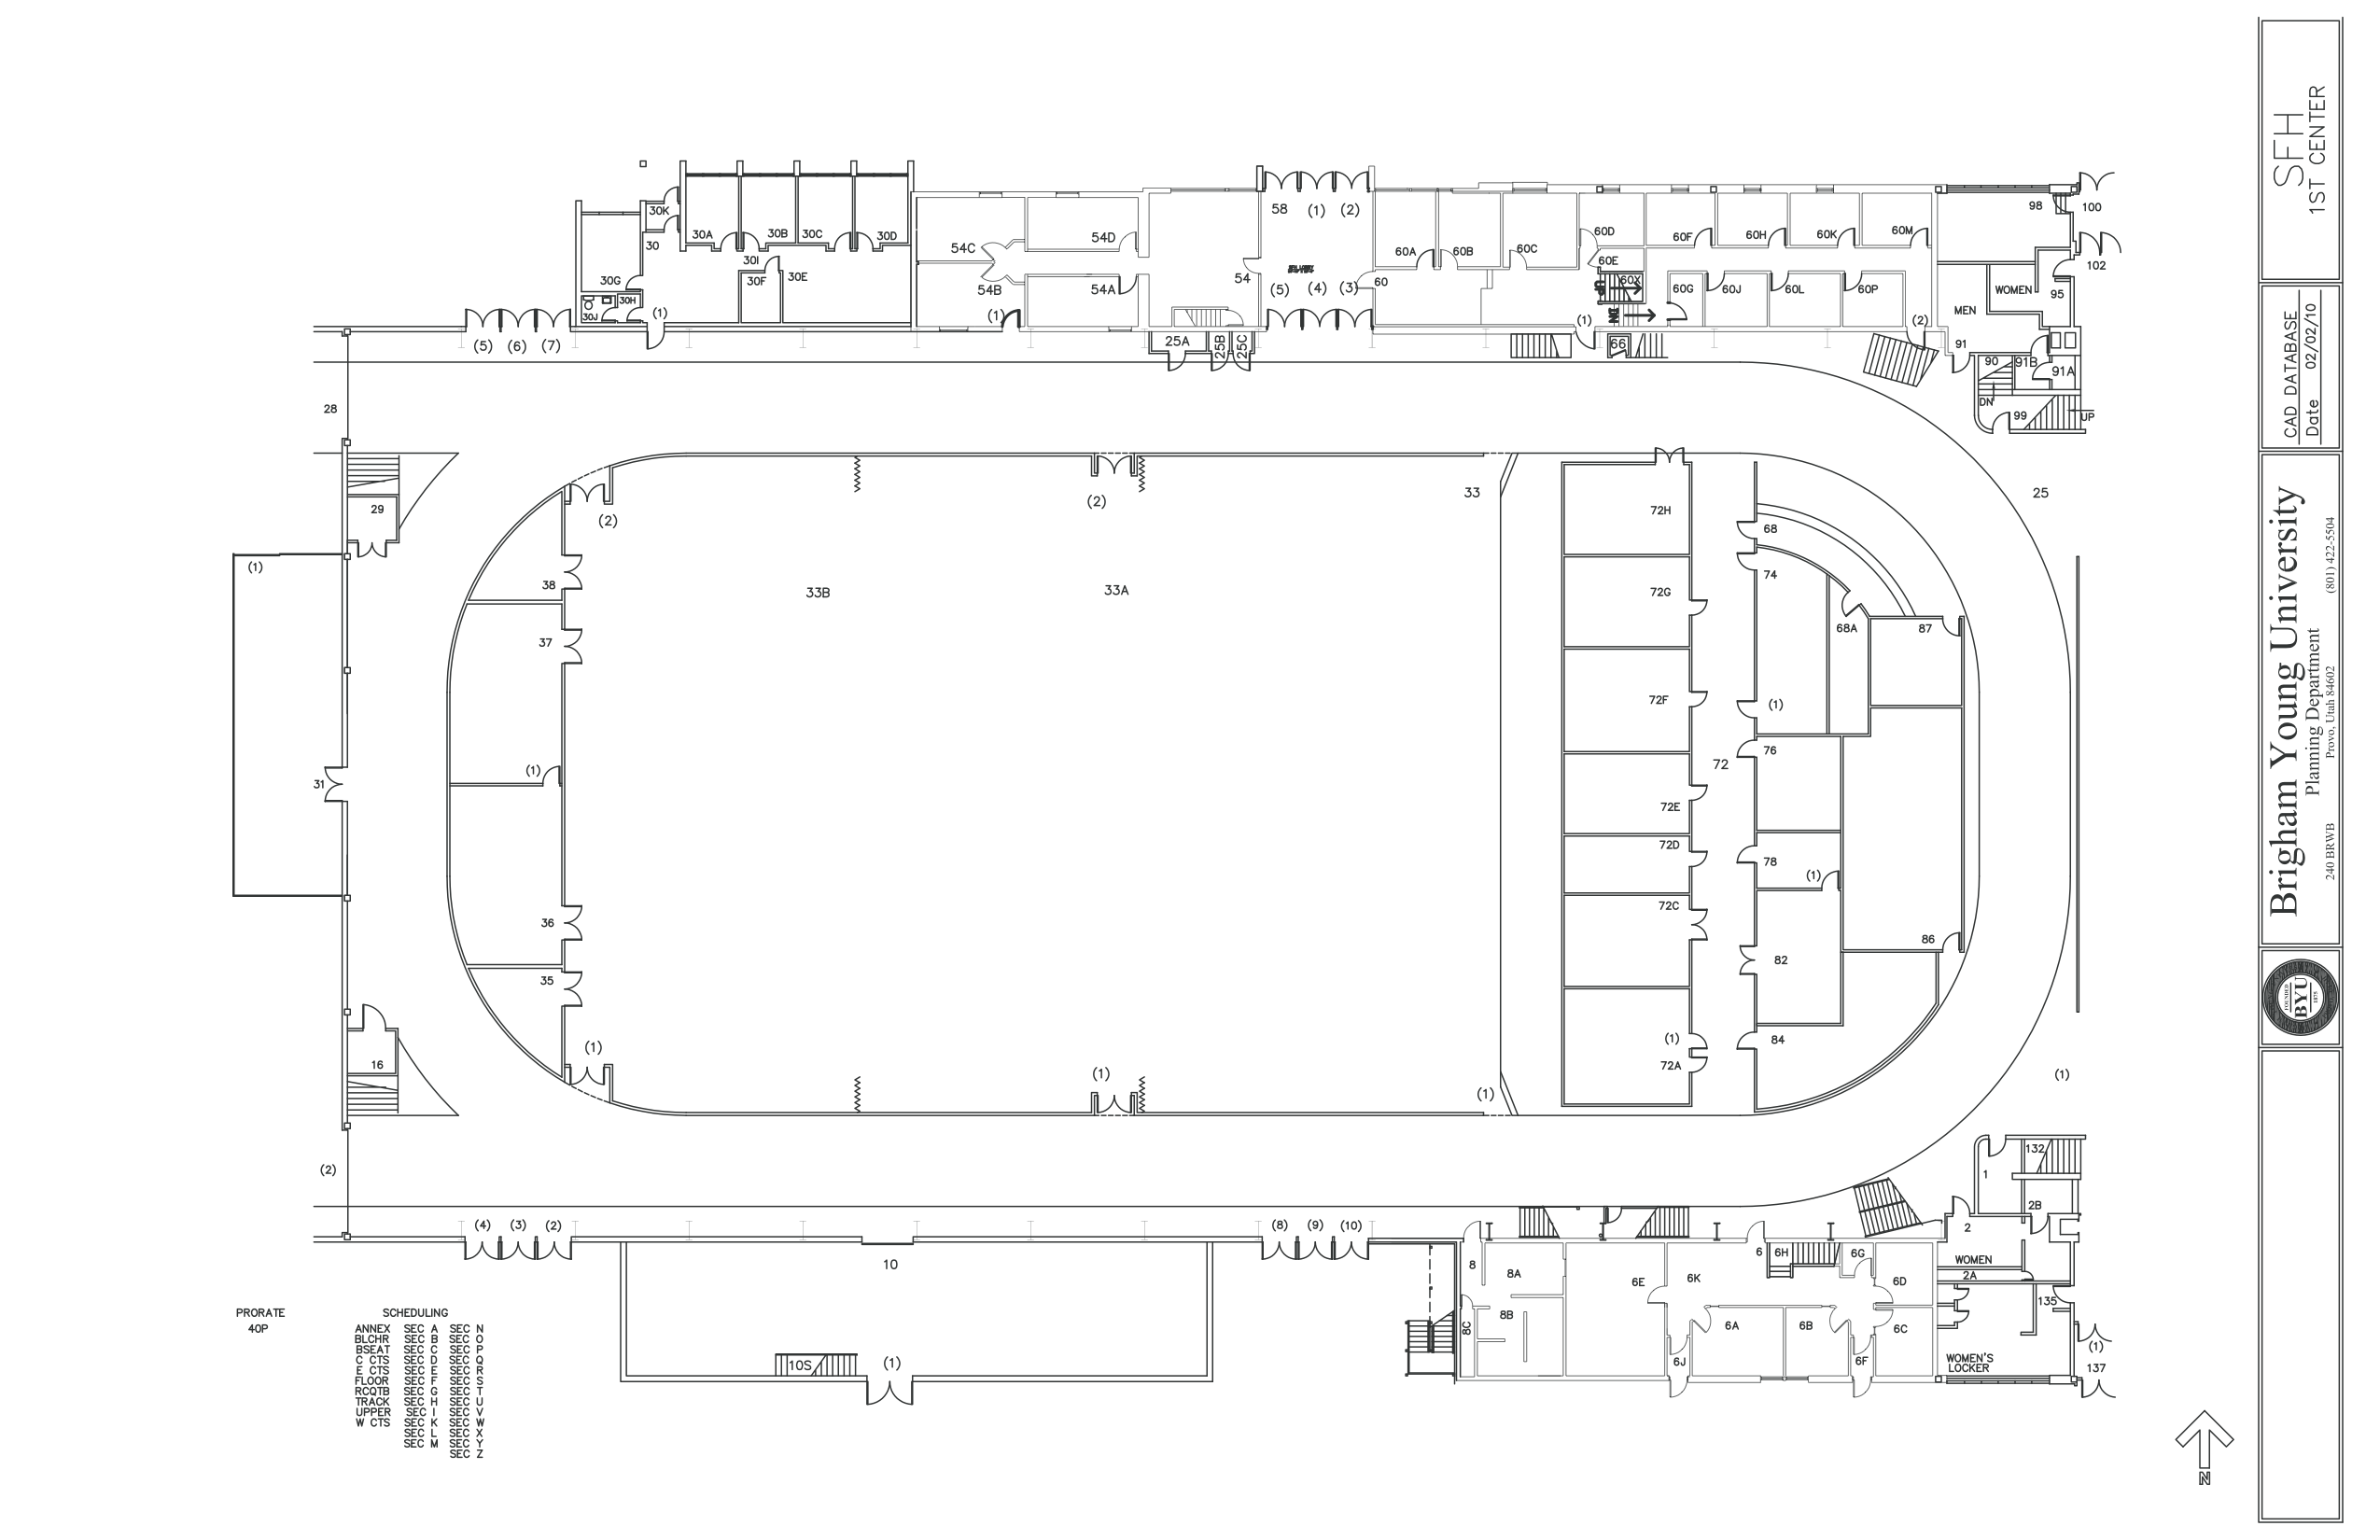 58 (1) (2)
98 100
30K
30A 30B 30C 30D
30
54C 54D
60A 60B 60C 60D 60F 60H 60K 60M
30I
30G 30F 30E
60E
102
54B 54A
54
(5) (4) (3) 60
60X
60G 60J 60L 60P
WOMEN 95
30H
30J
(1)
(1)
(1)
(2)
MEN
UP
DN
(5) (6) (7)
25A 25B 25C
66
91
90 91B 91A
DN
99 UP
28
29
(2)
(2)
33
25
(1)
38
33B 33A
72H
68
74
72G
37
68A 87
72F
(1)
76
72
31
(1)
72E
72D
78
(1)
72C
36
86
82
35
(1)
(1)
(1)
(1)
72A
84
16
(1)
(2)
132
1
2B
2
(4) (3) (2)
(8) (9) (10)
10
8 8A
6E 6K
6 6H 6G 6D
WOMEN
2A
8C 8B
6A 6B 6C
135
6J 6F
WOMEN'S
LOCKER
(1)
137
10S (1)
PRORATE
40P
SCHEDULING
ANNEX SEC A SEC N
BLCHR SEC B SEC O
BSEAT SEC C SEC P
C CTS SEC D SEC Q
E CTS SEC E SEC R
FLOOR SEC F SEC S
RCQTB SEC G SEC T
TRACK SEC H SEC U
UPPER SEC I SEC V
W CTS SEC K SEC W
SEC L SEC X
SEC M SEC Y
SEC Z
N
SFH
1ST CENTER
CAD DATABASE
Date 02/02/10
Brigham Young University
Planning Department
240 BRWB Provo, Utah 84602 (801) 422-5504
FOUNDED
BYU
1875